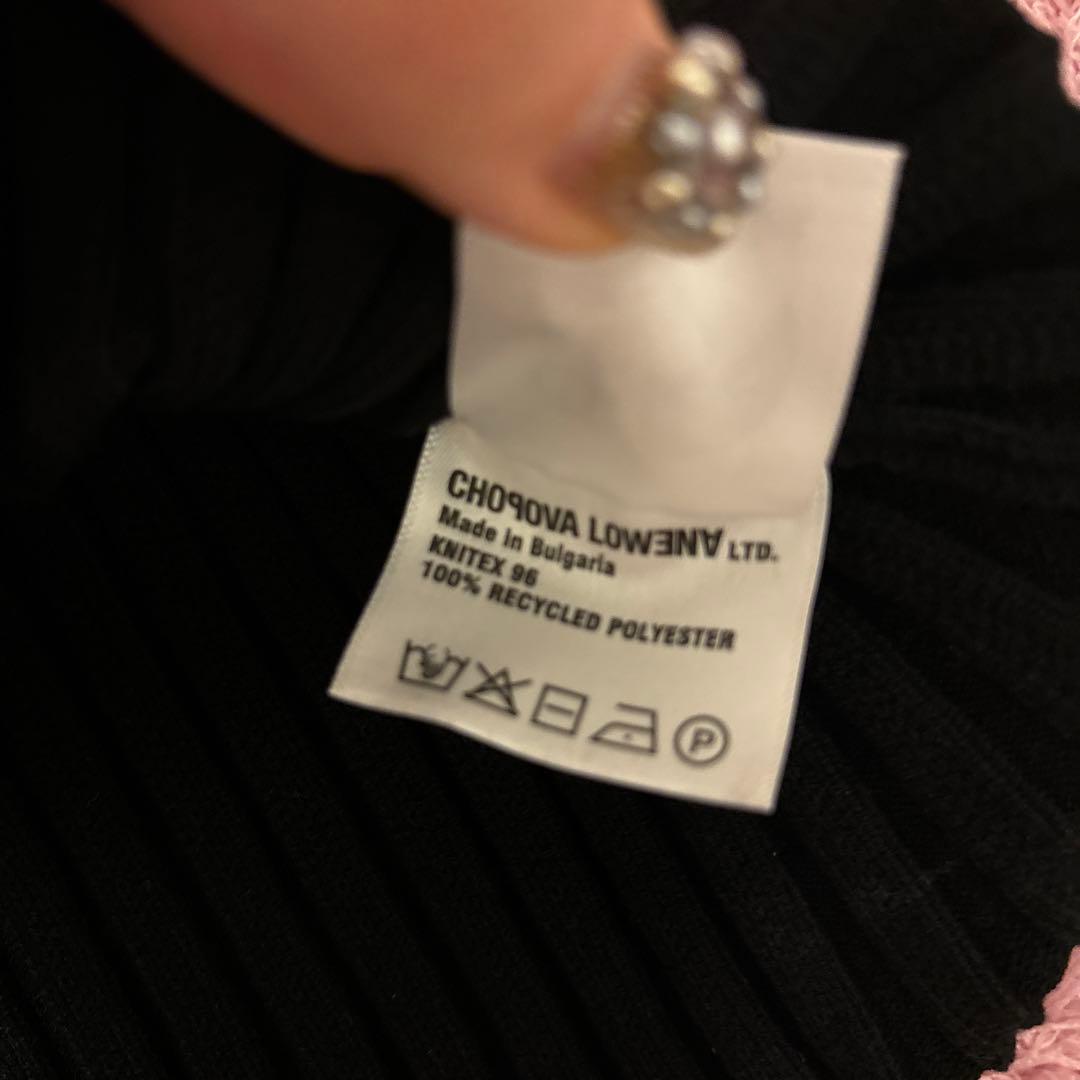 CHOPOVA LOWENA LTD.
Made in Bulgaria
KNITEX 96
100% RECYCLED POLYESTER
P